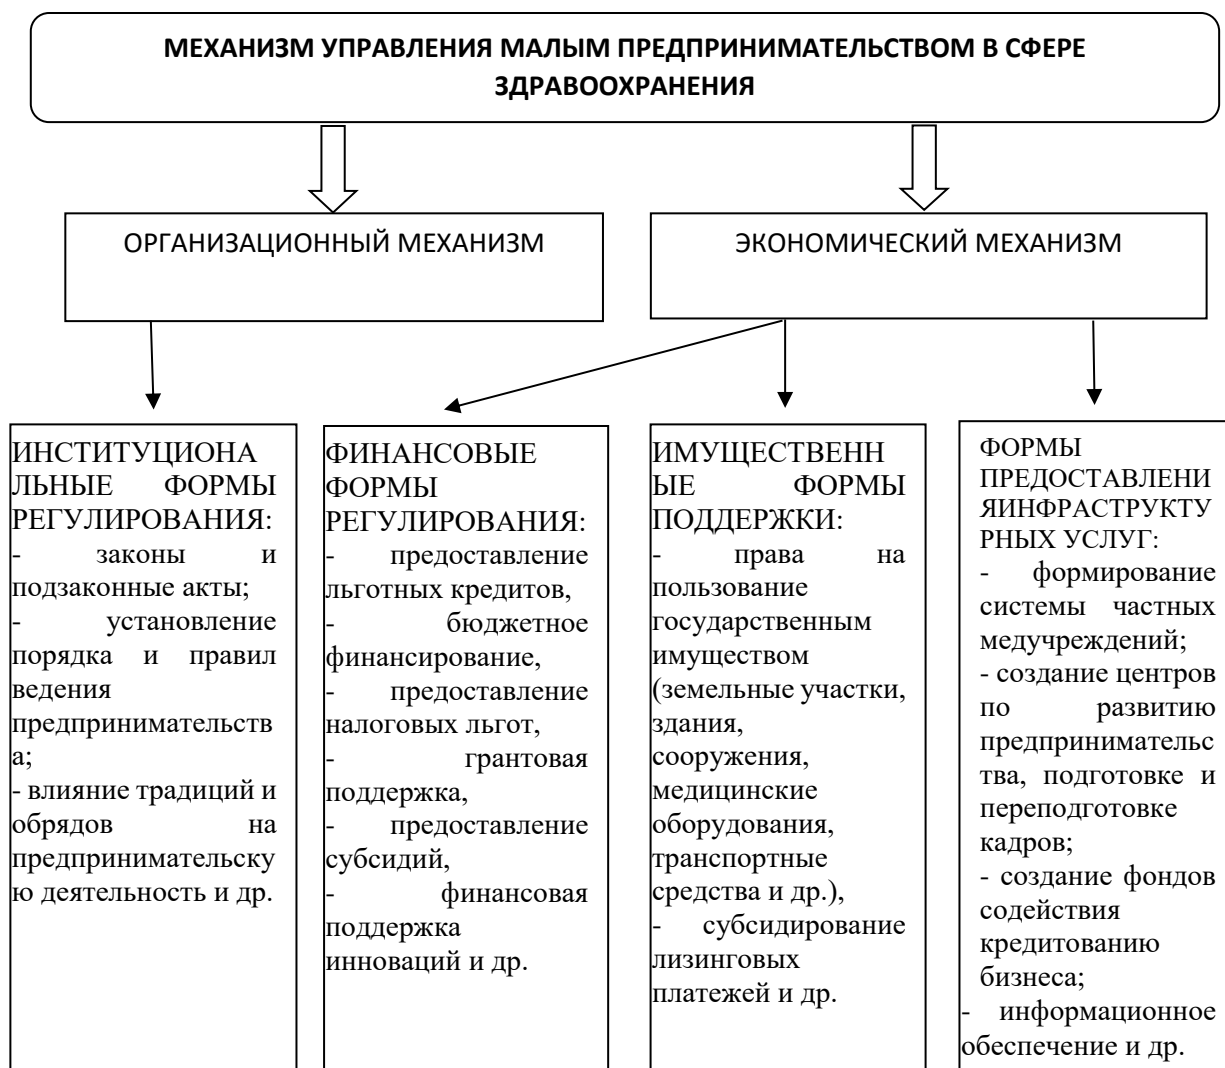 МЕХАНИЗМ УПРАВЛЕНИЯ МАЛЫМ ПРЕДПРИНИМАТЕЛЬСТВОМ В СФЕРЕ
ЗДРАВООХРАНЕНИЯ
ОРГАНИЗАЦИОННЫЙ МЕХАНИЗМ
ЭКОНОМИЧЕСКИЙ МЕХАНИЗМ
ИНСТИТУЦИОНА
ЛЬНЫЕ ФОРМЫ
РЕГУЛИРОВАНИЯ:
- законы и
подзаконные акты;
- установление
порядка и правил
ведения
предпринимательств
а;
- влияние традиций и
обрядов на
предпринимательску
ю деятельность и др.
ФИНАНСОВЫЕ
ФОРМЫ
РЕГУЛИРОВАНИЯ:
- предоставление
льготных кредитов,
- бюджетное
финансирование,
- предоставление
налоговых льгот,
- грантовая
поддержка,
- предоставление
субсидий,
- финансовая
поддержка
инноваций и др.
ИМУЩЕСТВЕНН
ЫЕ ФОРМЫ
ПОДДЕРЖКИ:
- права на
пользование
государственным
имуществом
(земельные участки,
здания,
сооружения,
медицинские
оборудования,
транспортные
средства и др.),
- субсидирование
лизинговых
платежей и др.
ФОРМЫ
ПРЕДОСТАВЛЕНИ
ЯИНФРАСТРУКТУ
РНЫХ УСЛУГ:
- формирование
системы частных
медучреждений;
- создание центров
по развитию
предпринимательс
тва, подготовке и
переподготовке
кадров;
- создание фондов
содействия
кредитованию
бизнеса;
- информационное
обеспечение и др.